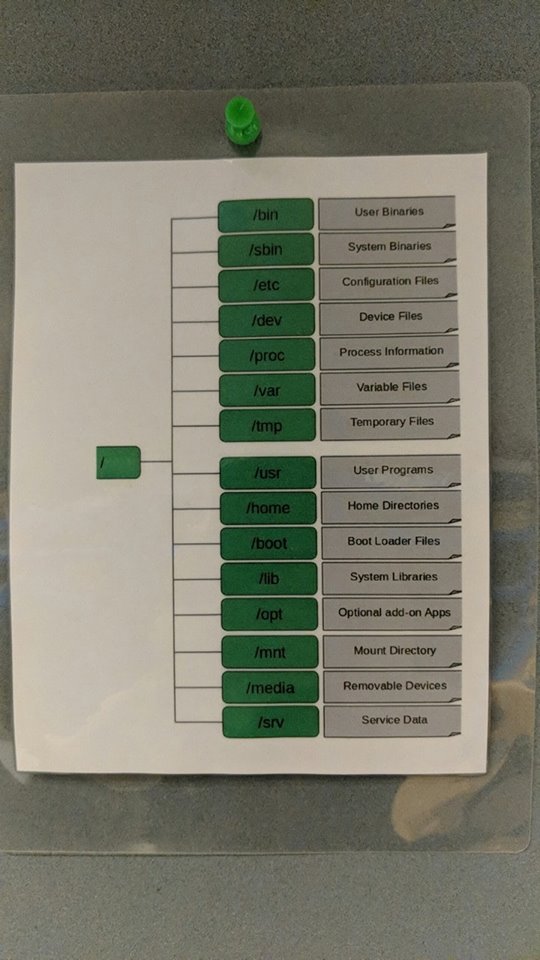 /bin User Binaries
/sbin System Binaries
/etc Configuration Files
/dev Device Files
/proc Process Information
/var Variable Files
/tmp Temporary Files
/
/usr User Programs
/home Home Directories
/boot Boot Loader Files
/lib System Libraries
/opt Optional add-on Apps
/mnt Mount Directory
/media Removable Devices
/srv Service Data